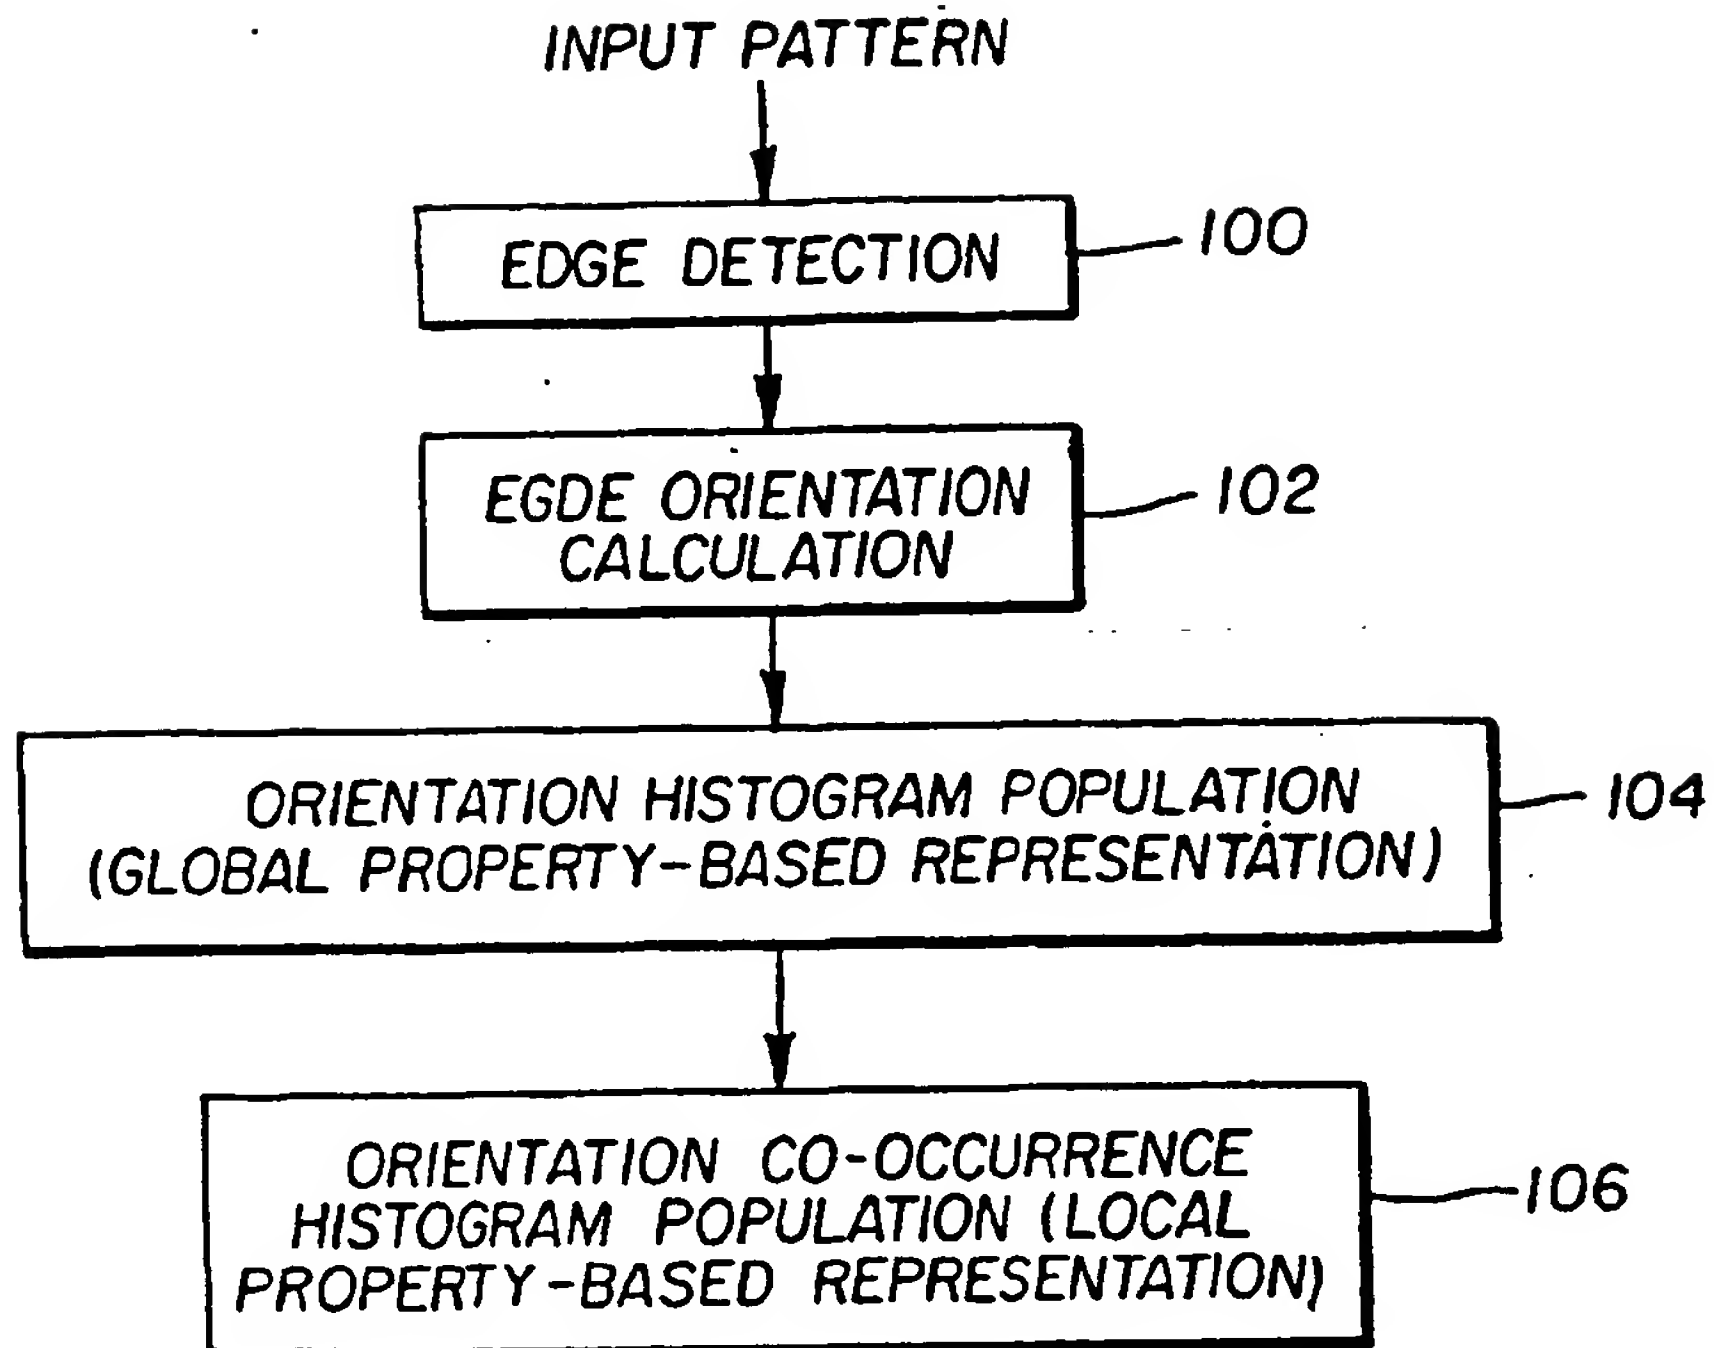 INPUT PATTERN
EDGE DETECTION
100
EGDE ORIENTATION
CALCULATION
102
ORIENTATION HISTOGRAM POPULATION
(GLOBAL PROPERTY-BASED REPRESENTATION)
104
ORIENTATION CO-OCCURRENCE
HISTOGRAM POPULATION (LOCAL
PROPERTY-BASED REPRESENTATION)
106